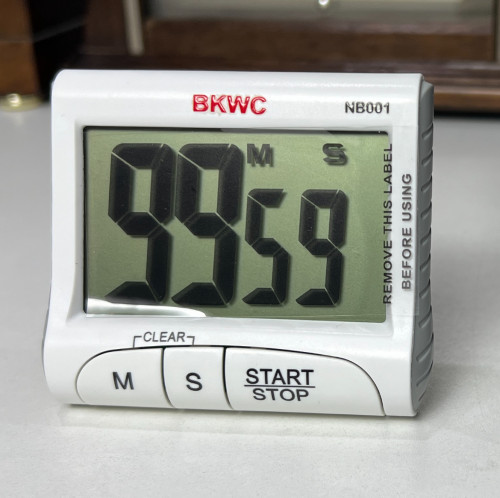 BKWC
NB001
M S
99 59
REMOVE THIS LABEL
BEFORE USING
CLEAR
M
S
START
STOP